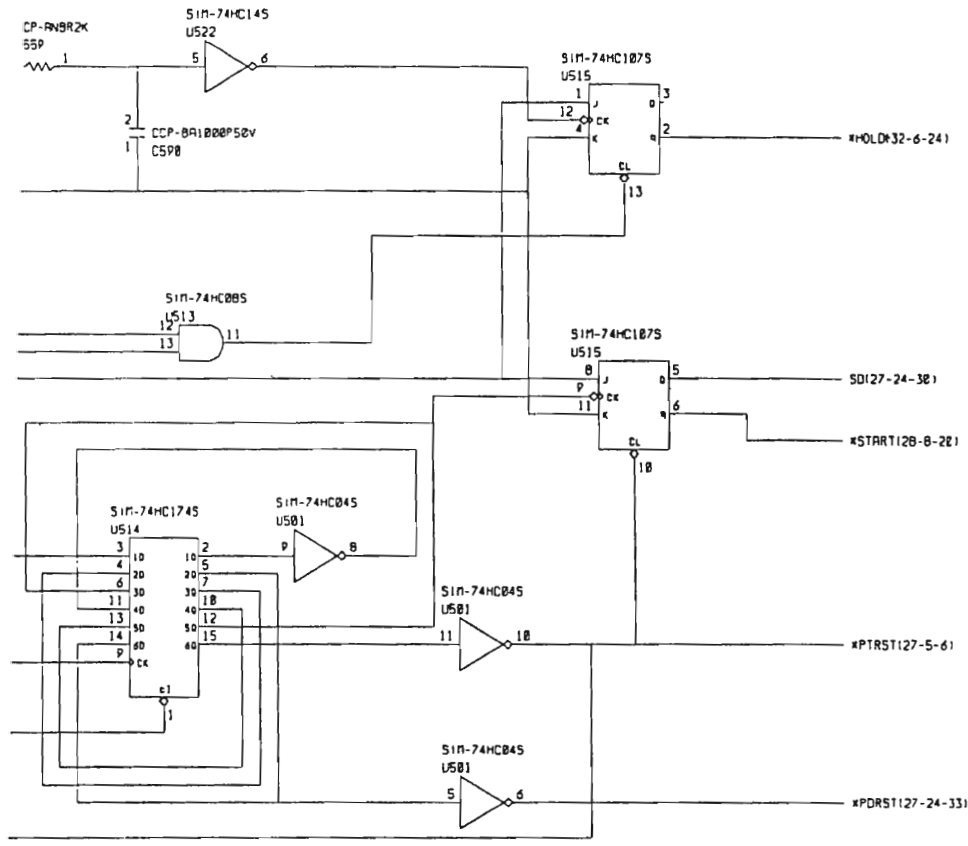 SIM-74HC14S
U522
CP-RN8R2K
S59
1
5
6
2
1
CCP-BA1000P50V
C590
SIM-74HC107S
U515
1
J
Q
3
12
CK
4
K
Q
2
CL
13
*HOLD(32-6-24)
SIM-74HC08S
U513
12
13
11
SIM-74HC107S
U515
8
J
Q
5
9
CK
11
K
Q
6
CL
10
SD(27-24-30)
*START(28-8-20)
SIM-74HC174S
U514
3
1D
1Q
2
4
2D
2Q
5
6
3D
3Q
7
11
4D
4Q
10
13
5D
5Q
12
14
6D
6Q
15
9
CK
cl
1
SIM-74HC04S
U501
9
8
SIM-74HC04S
U501
11
10
*PTRST(27-5-6)
SIM-74HC04S
U501
5
6
*PDRST(27-24-33)